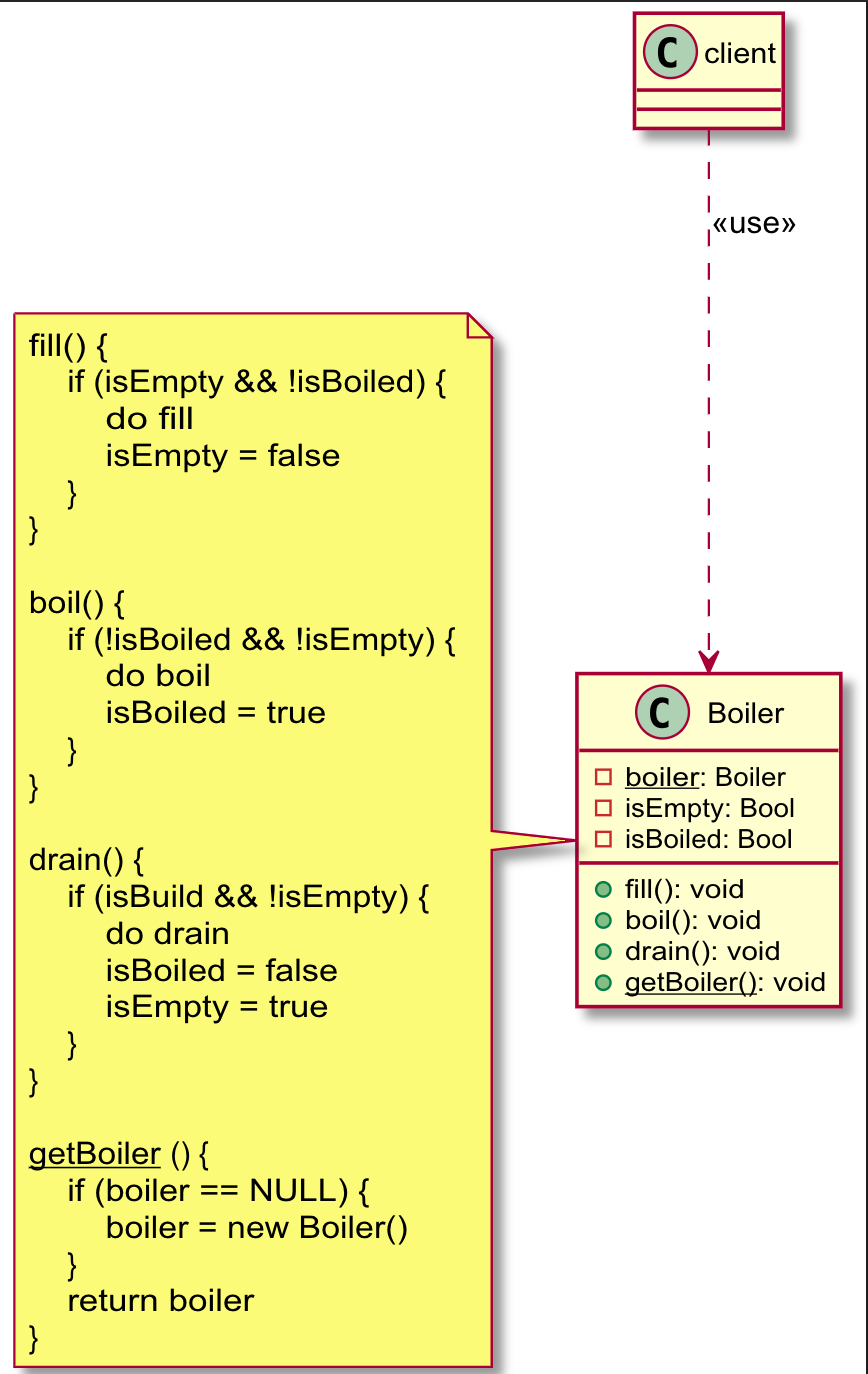 C client
«use»
fill() {
if (isEmpty && !isBoiled) {
do fill
isEmpty = false
}
}
boil() {
if (!isBoiled && !isEmpty) {
do boil
isBoiled = true
}
}
drain() {
if (isBuild && !isEmpty) {
do drain
isBoiled = false
isEmpty = true
}
}
getBoiler () {
if (boiler == NULL) {
boiler = new Boiler()
}
return boiler
}
C Boiler
boiler: Boiler
isEmpty: Bool
isBoiled: Bool
fill(): void
boil(): void
drain(): void
getBoiler(): void